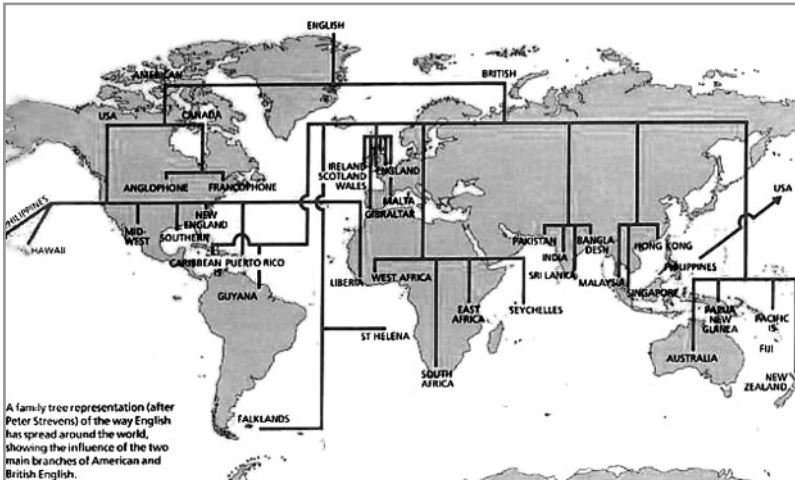 ENGLISH
AMERICAN
BRITISH
USA
CANADA
IRELAND
SCOTLAND
WALES
ENGLAND
ANGLOPHONE
FRANCOPHONE
MALTA
GIBRALTAR
USA
PHILIPPINES
HAWAII
MID-
WEST
SOUTHERN
NEW
ENGLAND
PAKISTAN
INDIA
BANGLA
DESH
SRI LANKA
HONG KONG
MALAYSIA
PHILIPPINES
SINGAPORE
CARIBBEAN
IS
PUERTO RICO
GUYANA
LIBERIA
WEST AFRICA
EAST
AFRICA
SEYCHELLES
PAPUA
NEW
GUINEA
PACIFIC
IS
FIJI
ST HELENA
SOUTH
AFRICA
AUSTRALIA
NEW
ZEALAND
FALKLANDS
A family tree representation (after
Peter Strevens) of the way English
has spread around the world,
showing the influence of the two
main branches of American and
British English.